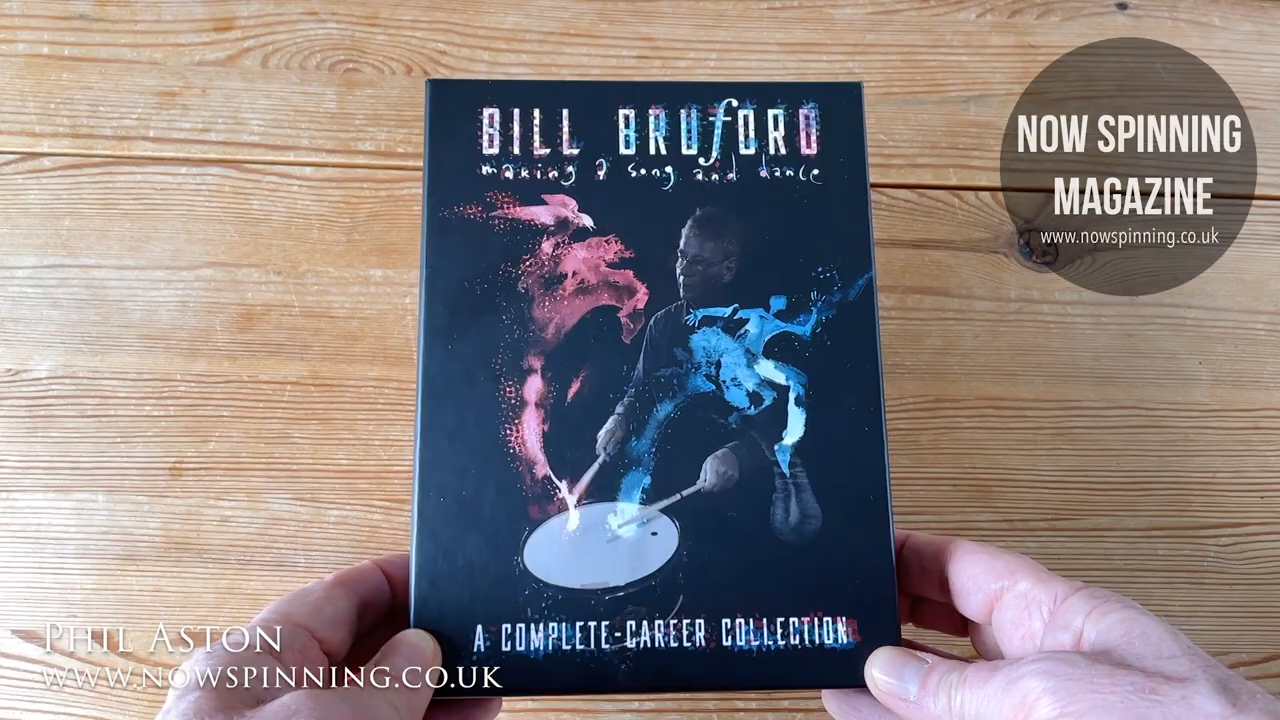 BILL BRUfORD
making a song and dance
A COMPLETE-CAREER COLLECTION
NOW SPINNING
MAGAZINE
www.nowspinning.co.uk
PHIL ASTON
WWW.NOWSPINNING.CO.UK